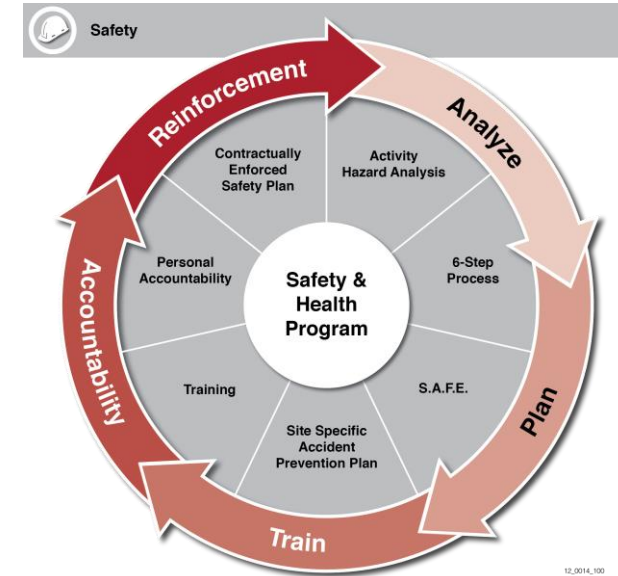 Safety
Reinforcement
Analyze
Plan
Train
Accountability
Contractually
Enforced
Safety Plan
Activity
Hazard Analysis
6-Step
Process
S.A.F.E.
Site Specific
Accident
Prevention Plan
Training
Personal
Accountability
Safety &
Health
Program
12_0014_100